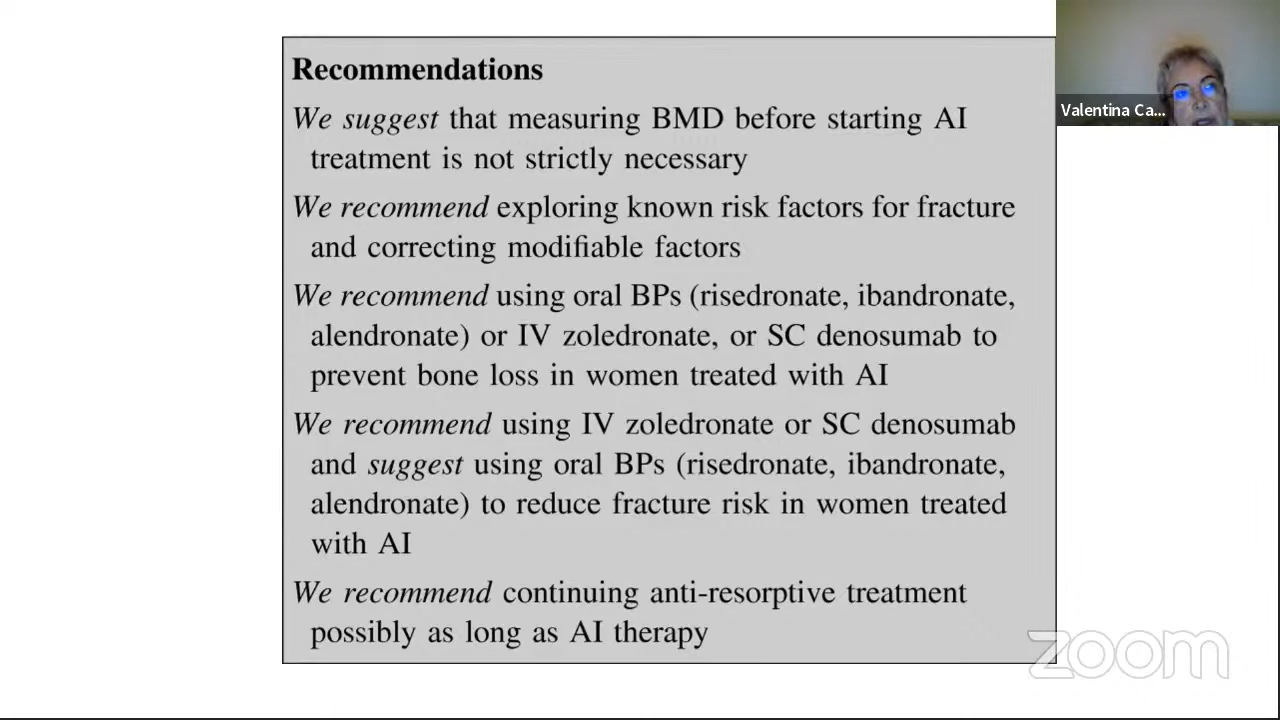 Recommendations
We suggest that measuring BMD before starting AI
treatment is not strictly necessary
We recommend exploring known risk factors for fracture
and correcting modifiable factors
We recommend using oral BPs (risedronate, ibandronate,
alendronate) or IV zoledronate, or SC denosumab to
prevent bone loss in women treated with AI
We recommend using IV zoledronate or SC denosumab
and suggest using oral BPs (risedronate, ibandronate,
alendronate) to reduce fracture risk in women treated
with AI
We recommend continuing anti-resorptive treatment
possibly as long as AI therapy
Valentina Ca...
zoom